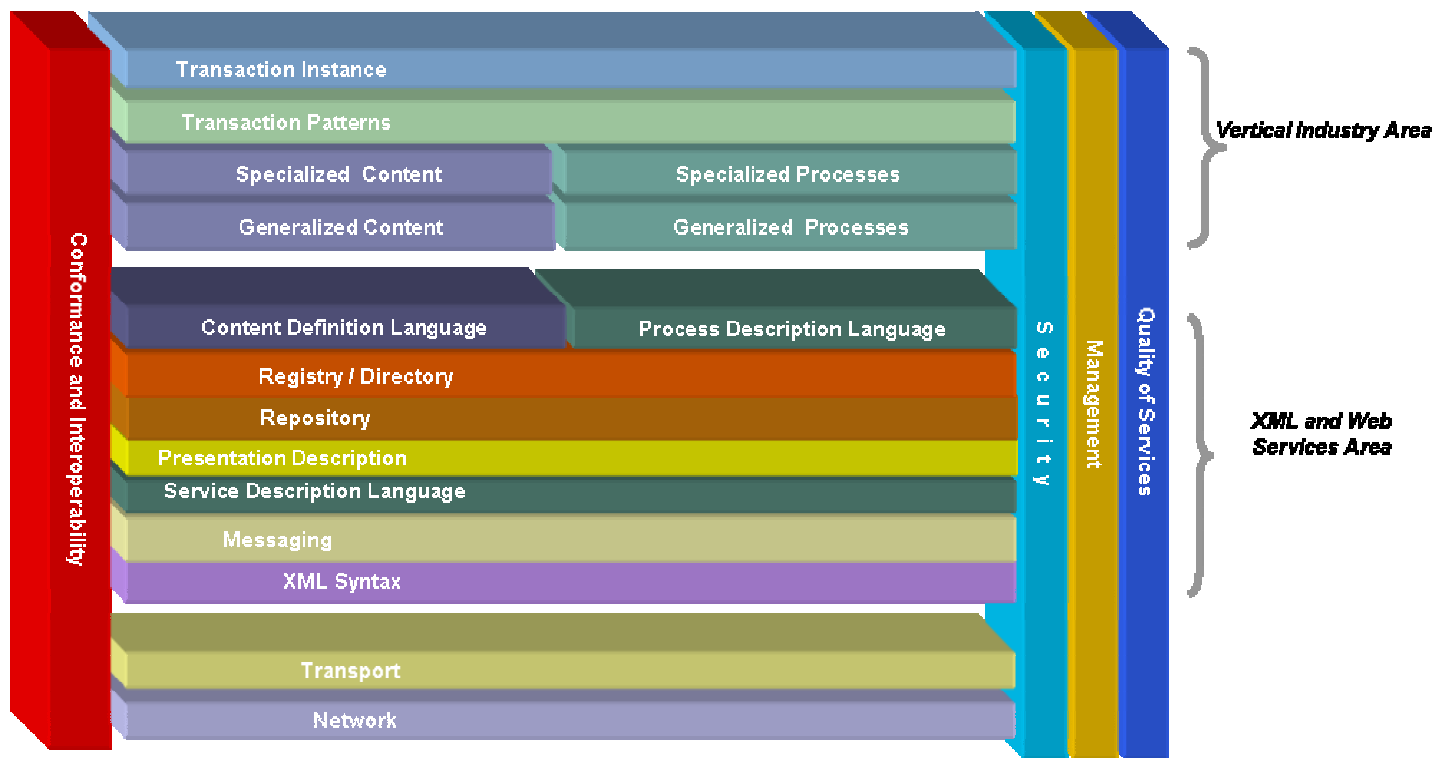 Transaction Instance
Transaction Patterns
Specialized Content
Specialized Processes
Generalized Content
Generalized Processes
Content Definition Language
Process Description Language
Registry / Directory
Repository
Presentation Description
Service Description Language
Messaging
XML Syntax
Transport
Network
Conformance and Interoperability
Security
Management
Quality of Services
Vertical Industry Area
XML and Web
Services Area